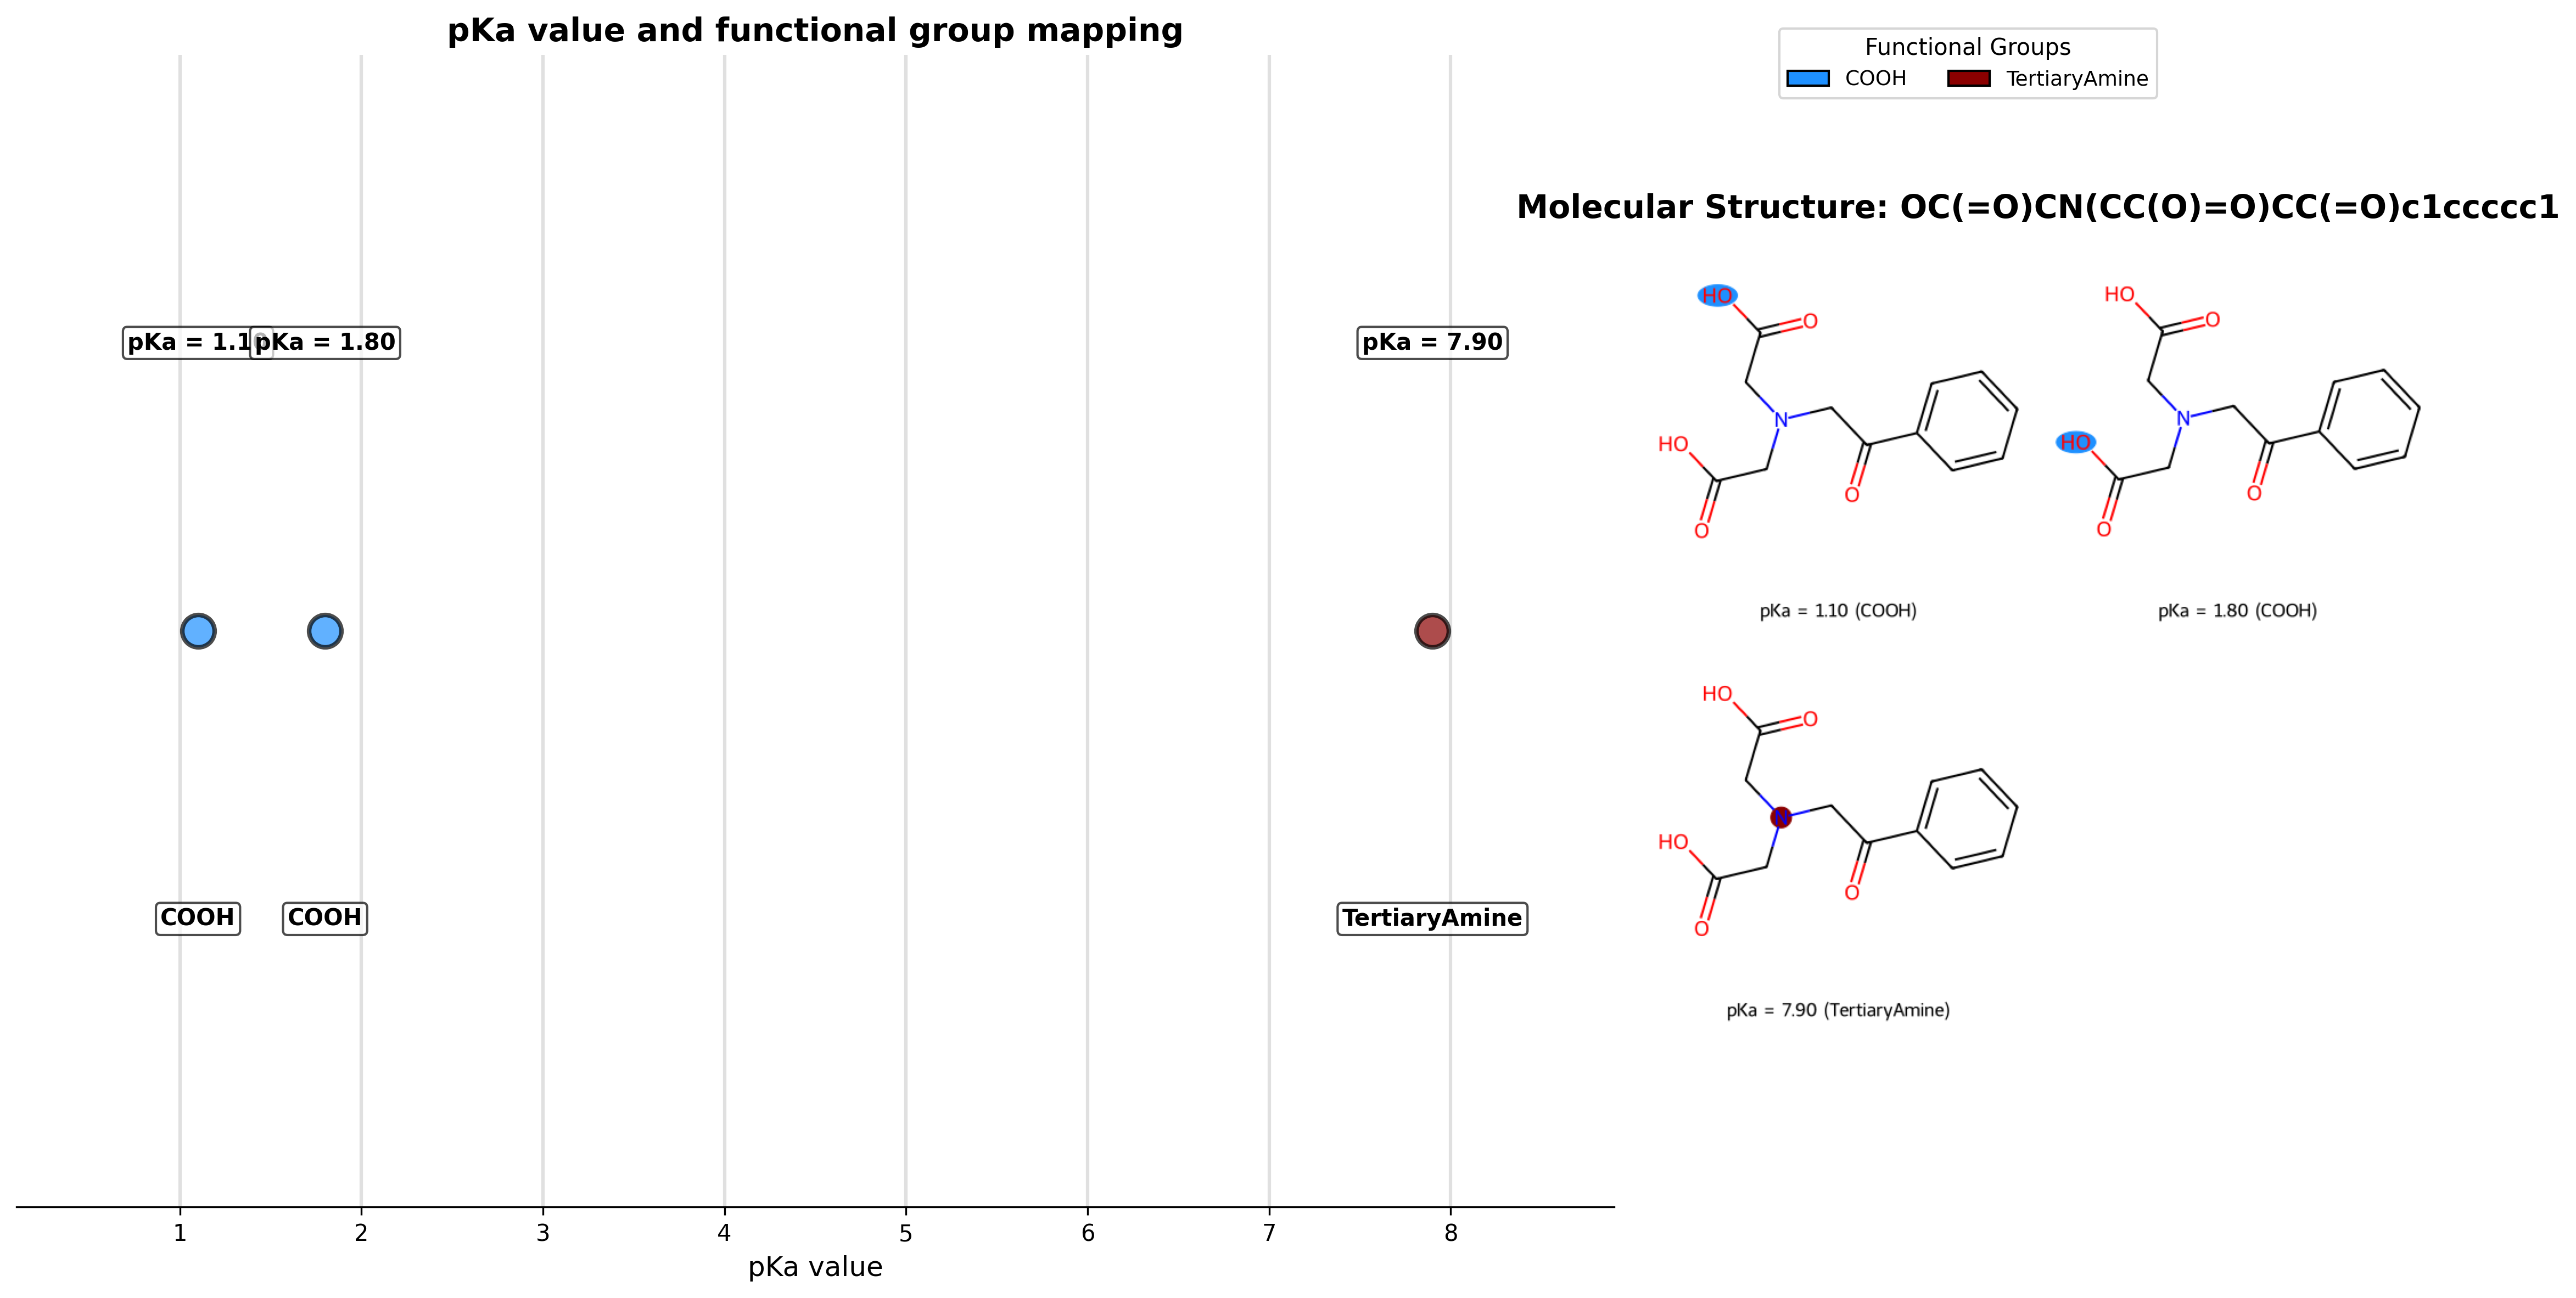 pKa value and functional group mapping
Functional Groups
COOH
TertiaryAmine
Molecular Structure: OC(=O)CN(CC(O)=O)CC(=O)c1ccccc1
pKa = 1.10
pKa = 1.80
pKa = 7.90
COOH
COOH
TertiaryAmine
1
2
3
4
5
6
7
8
pKa value
HO
O
N
HO
O
O
pKa = 1.10 (COOH)
HO
O
N
HO
O
O
pKa = 1.80 (COOH)
HO
O
N
HO
O
O
pKa = 7.90 (TertiaryAmine)